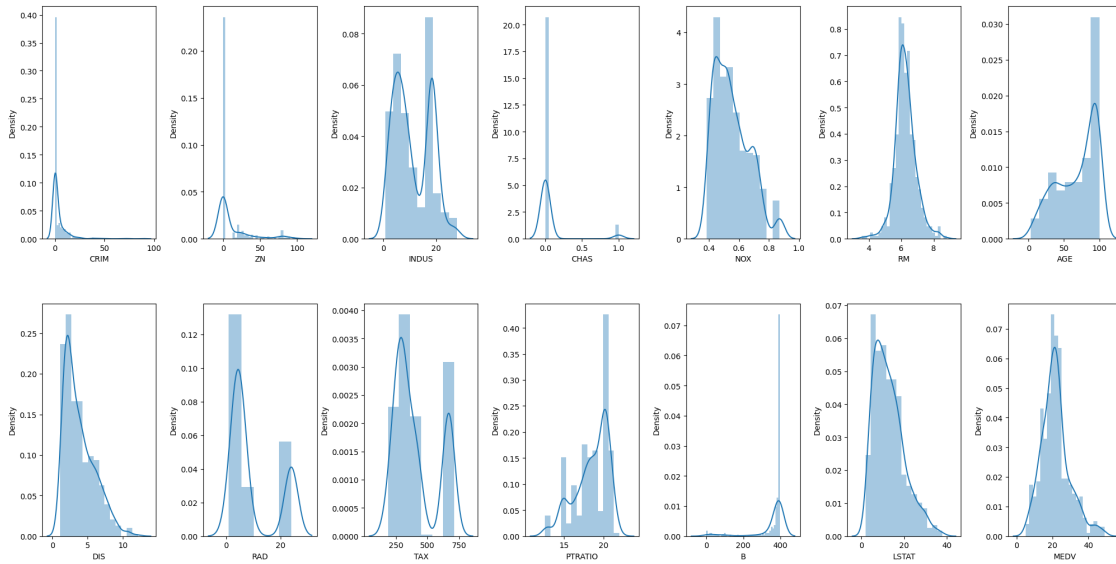 0.40
0.35
0.30
0.25
0.20
0.15
0.10
0.05
0.00
Density
0 50 100
CRIM
0.20
0.15
0.10
0.05
0.00
Density
0 50 100
ZN
0.08
0.06
0.04
0.02
0.00
Density
0 20
INDUS
20.0
17.5
15.0
12.5
10.0
7.5
5.0
2.5
0.0
Density
0.0 0.5 1.0
CHAS
4
3
2
1
0
Density
0.4 0.6 0.8 1.0
NOX
0.8
0.7
0.6
0.5
0.4
0.3
0.2
0.1
0.0
Density
4 6 8
RM
0.030
0.025
0.020
0.015
0.010
0.005
0.000
Density
0 50 100
AGE
0.25
0.20
0.15
0.10
0.05
0.00
Density
0 5 10
DIS
0.12
0.10
0.08
0.06
0.04
0.02
0.00
Density
0 20
RAD
0.0040
0.0035
0.0030
0.0025
0.0020
0.0015
0.0010
0.0005
0.0000
Density
250 500 750
TAX
0.40
0.35
0.30
0.25
0.20
0.15
0.10
0.05
0.00
Density
15 20
PTRATIO
0.07
0.06
0.05
0.04
0.03
0.02
0.01
0.00
Density
0 200 400
B
0.07
0.06
0.05
0.04
0.03
0.02
0.01
0.00
Density
0 20 40
LSTAT
0.07
0.06
0.05
0.04
0.03
0.02
0.01
0.00
Density
0 20 40
MEDV